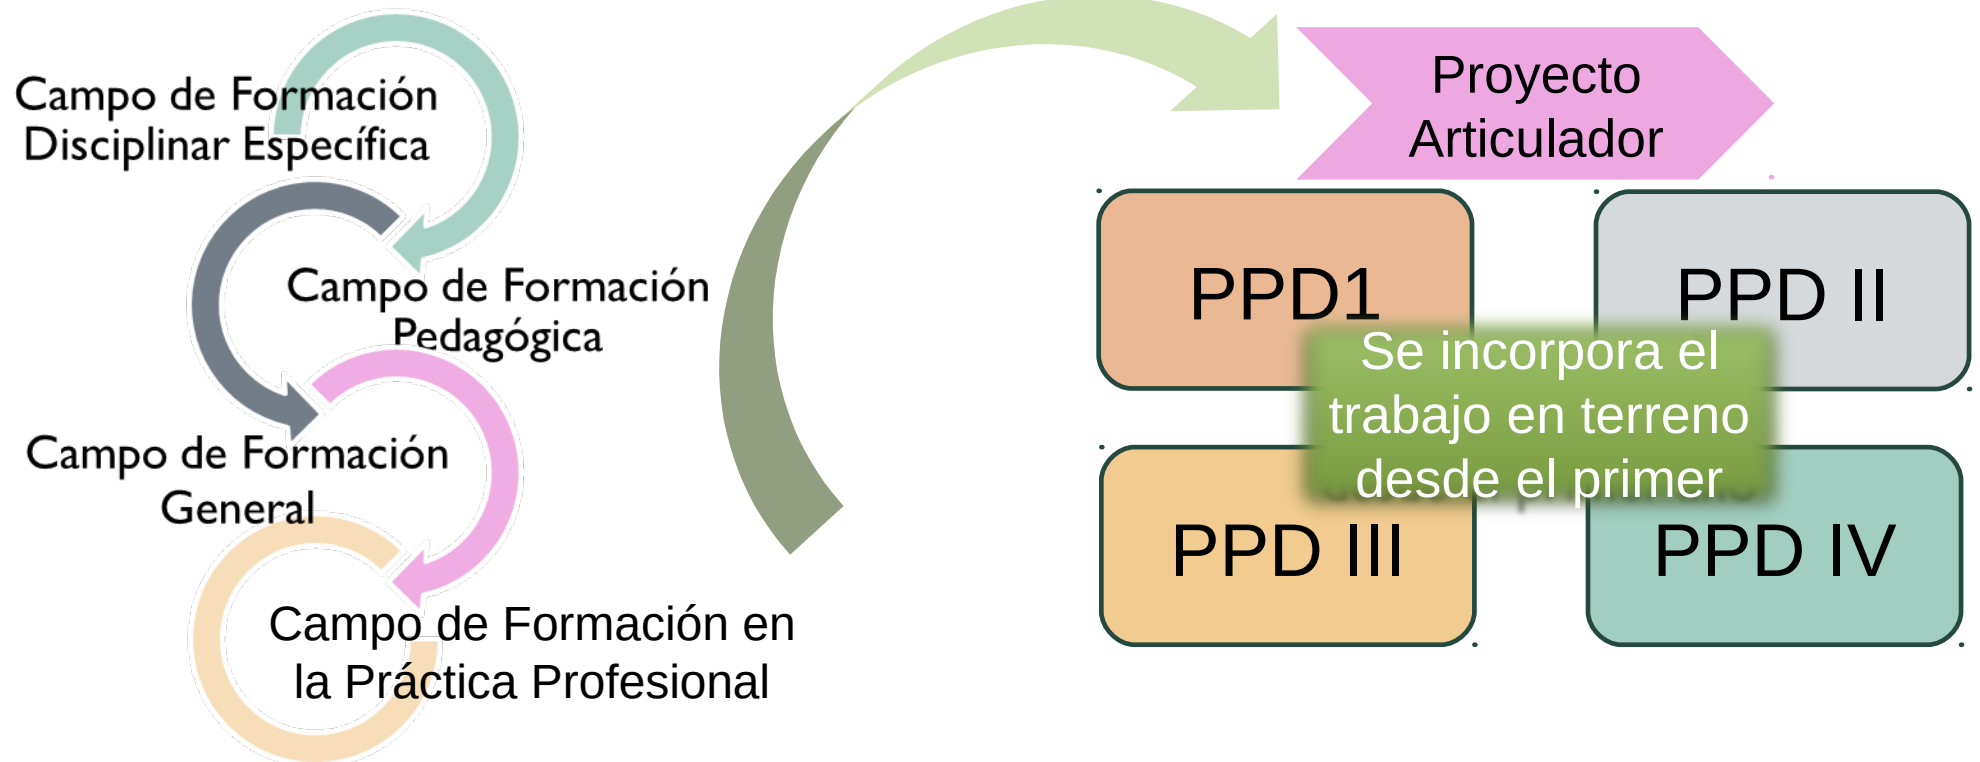 Campo de Formación
Disciplinar Específica
Campo de Formación
Pedagógica
Campo de Formación
General
Campo de Formación en
la Práctica Profesional
Proyecto
Articulador
PPD1
PPD II
Se incorpora el
trabajo en terreno
desde el primer
PPD III
PPD IV